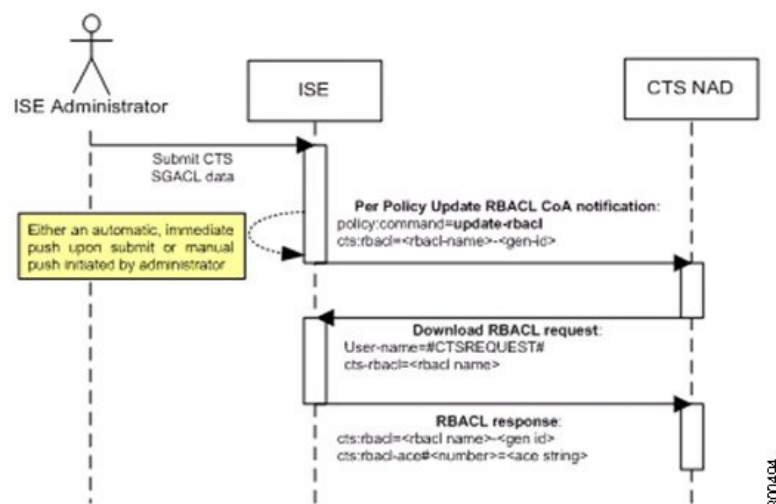 ISE
CTS NAD
ISE Administrator
Submit CTS
SGACL data
Per Policy Update RBACL CoA notification:
policy:command=update-rbacl
cts:rbacl=<rbacl-name>-<gen-id>
Either an automatic, immediate
push upon submit or manual
push initiated by administrator
Download RBACL request:
User-name=#CTSREQUEST#
cts-rbacl=<rbacl name>
RBACL response:
cts:rbacl=<rbacl name>-<gen id>
cts:rbacl-ace#<number>=<ace string>